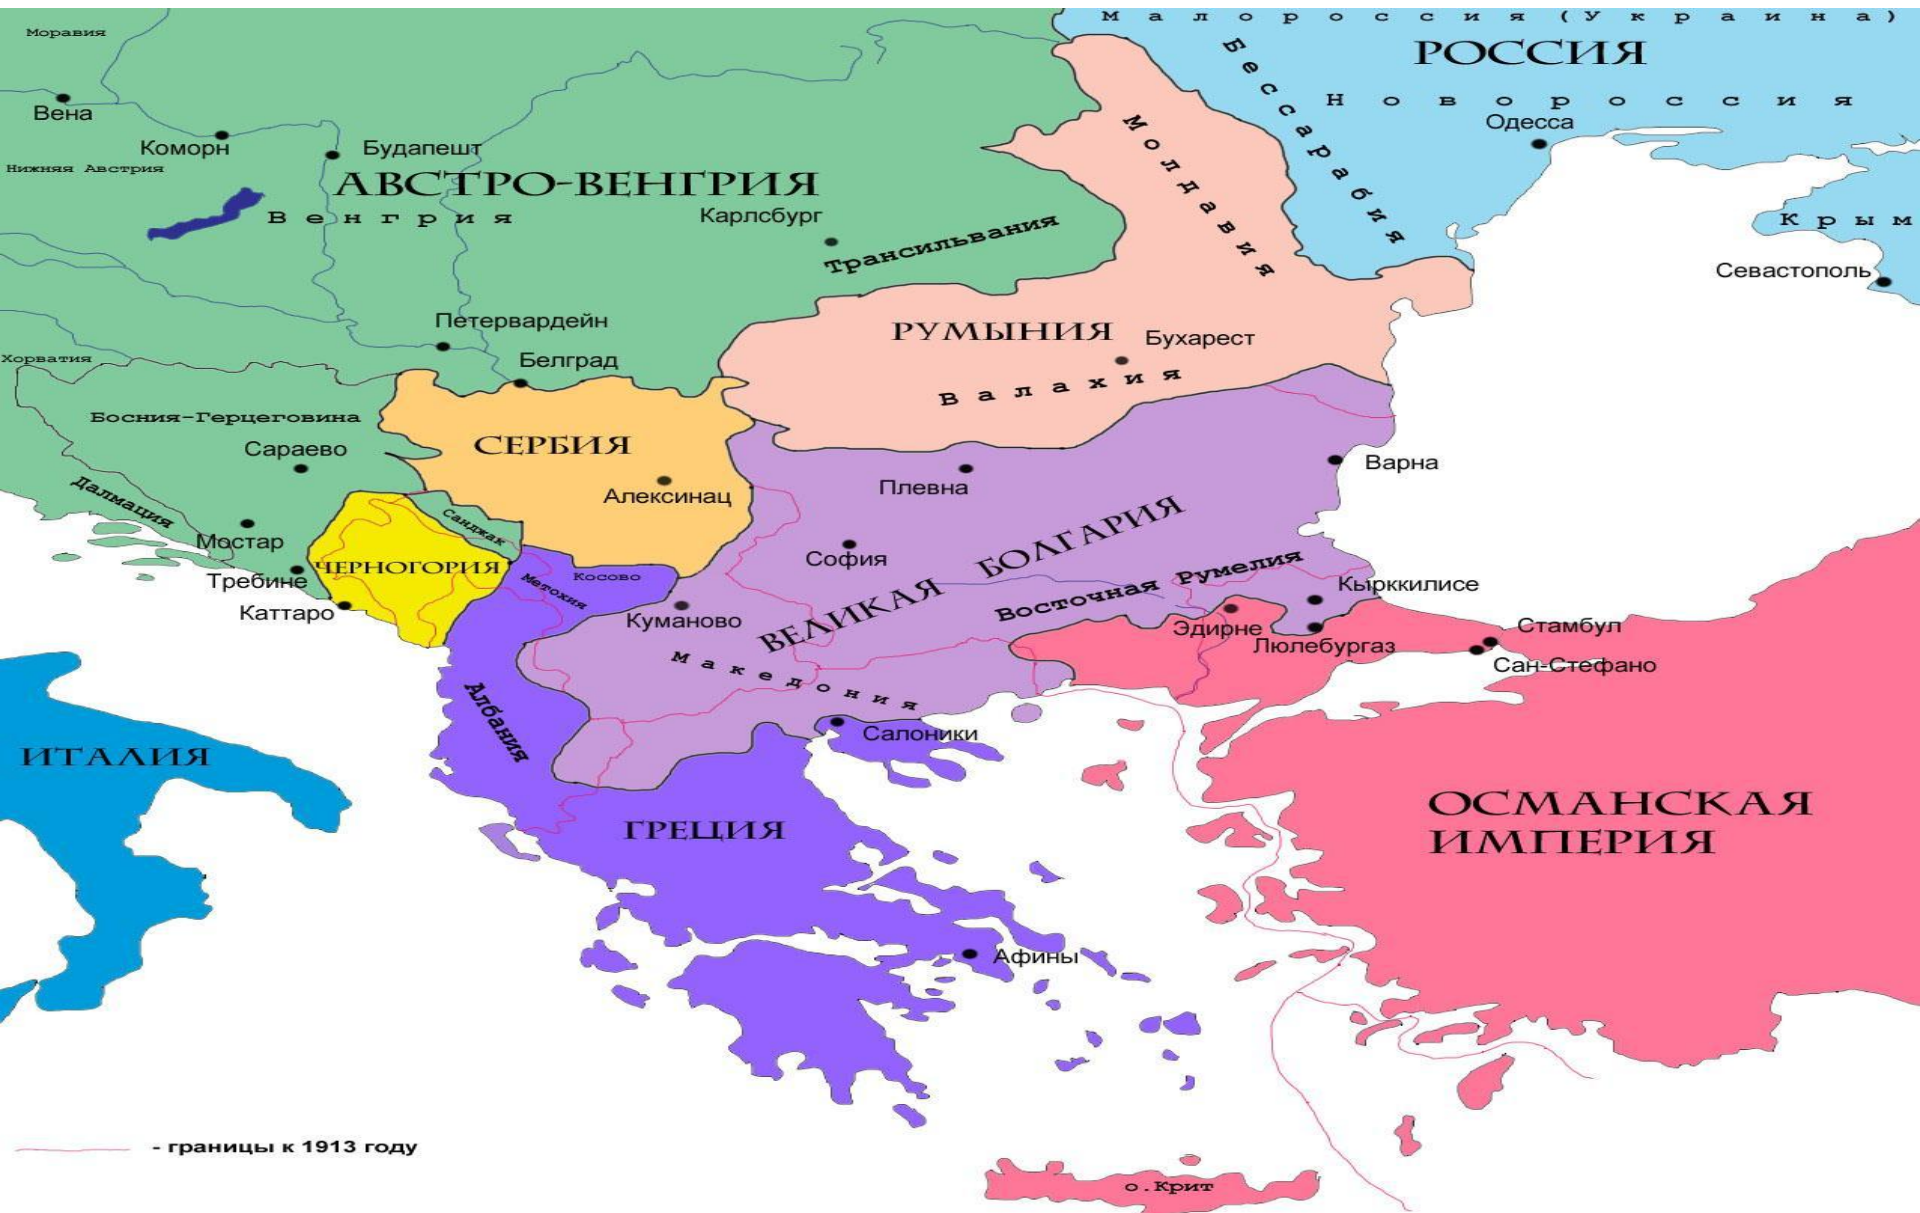 Малороссия (Украина)
Моравия
РОССИЯ
Бессарабия
Новороссия
Вена
Одесса
Молдавия
Коморн
Будапешт
Нижняя Австрия
АВСТРО-ВЕНГРИЯ
Венгрия
Карлсбург
Трансильвания
Крым
Севастополь
Петервардейн
РУМЫНИЯ
Бухарест
Хорватия
Белград
Валахия
Босния-Герцеговина
Сараево
СЕРБИЯ
Варна
Алексинац
Плевна
Далмация
Санджак
Мостар
София
ВЕЛИКАЯ БОЛГАРИЯ
Требине
ЧЕРНОГОРИЯ
Метохия
Косово
Восточная Румелия
Кырккилисе
Каттаро
Куманово
Эдирне
Люлебургаз
Стамбул
Сан-Стефано
Македония
Албания
Салоники
ИТАЛИЯ
ГРЕЦИЯ
ОСМАНСКАЯ
ИМПЕРИЯ
Афины
- границы к 1913 году
о.Крит